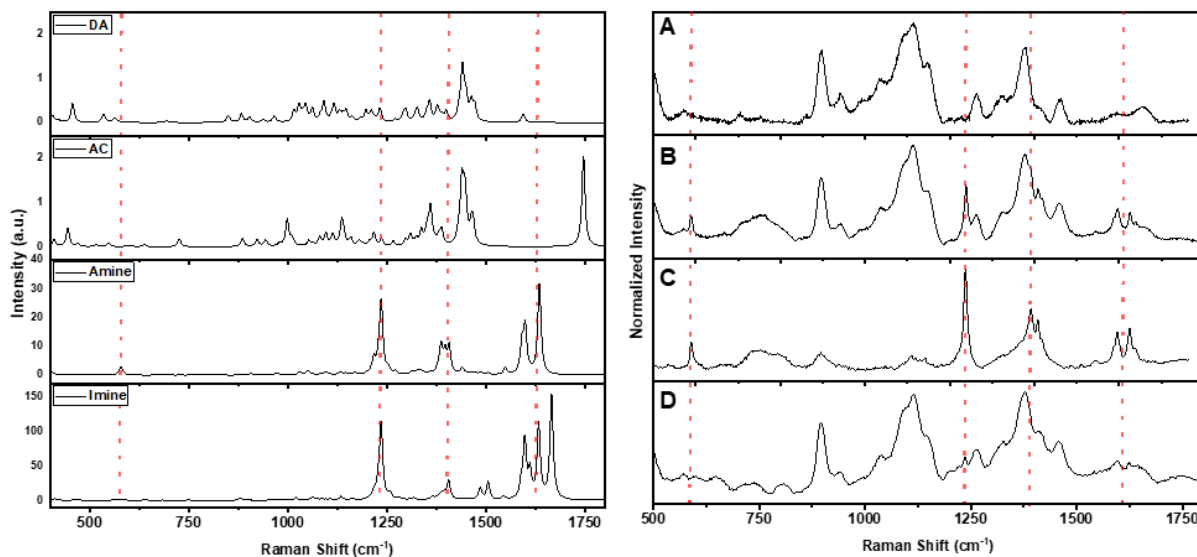 DA
2
1
0
AC
2
1
0
Amine
40
30
20
10
0
Imine
150
100
50
0
Intensity (a.u.)
500 750 1000 1250 1500 1750
Raman Shift (cm-1)
A
B
C
D
Normalized Intensity
500 750 1000 1250 1500 1750
Raman Shift (cm-1)